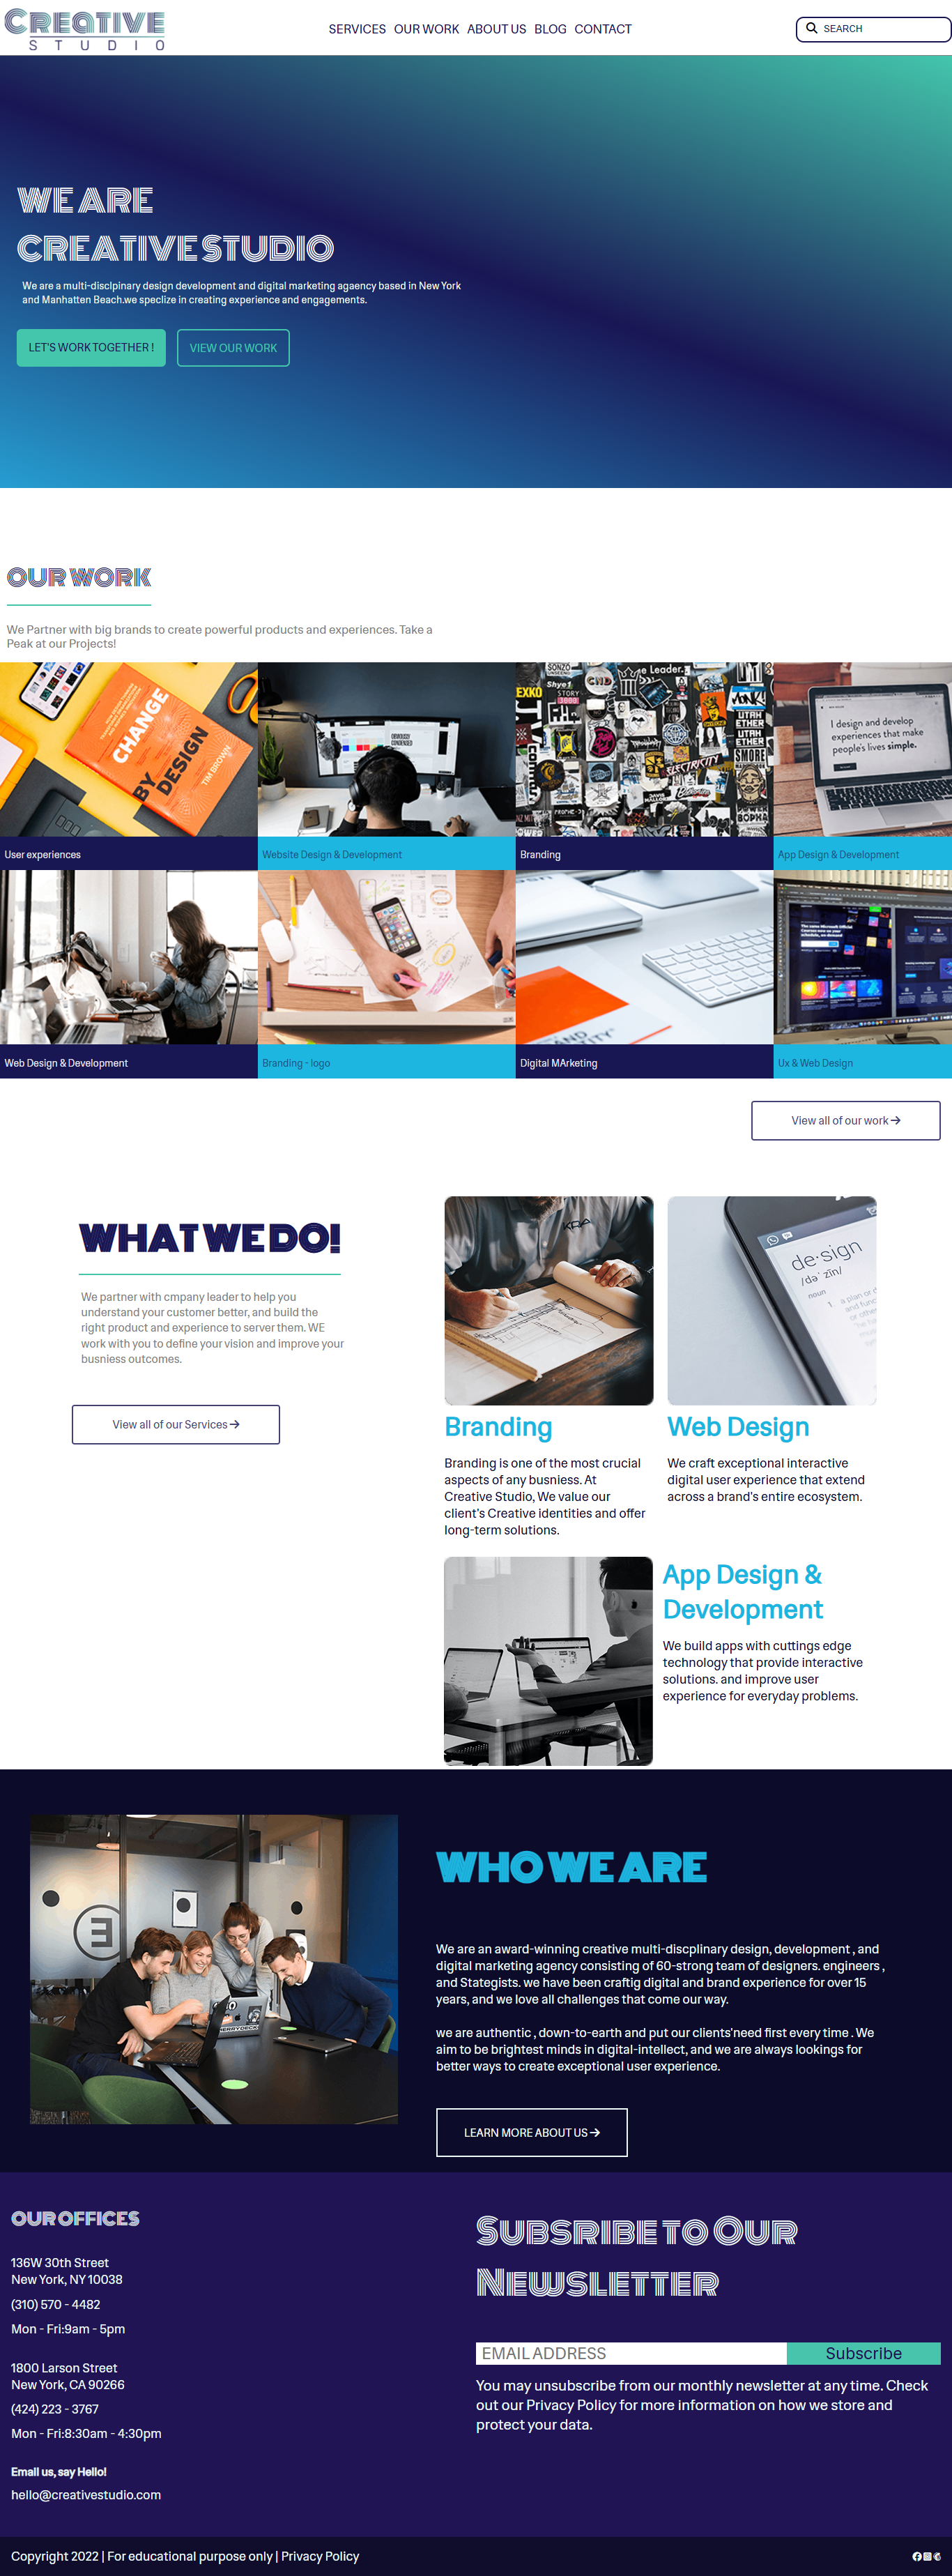 CREATIVE
STUDIO
SERVICES OUR WORK ABOUT US BLOG CONTACT
SEARCH
WE ARE
CREATIVE STUDIO
We are a multi-disclpinary design development and digital marketing agaency based in New York
and Manhatten Beach.we speclize in creating experience and engagements.
LET'S WORK TOGETHER !
VIEW OUR WORK
OUR WORK
We Partner with big brands to create powerful products and experiences. Take a
Peak at our Projects!
CHANGE
BY DESIGN
TIM BROWN
I design and develop
experiences that make
people's lives simple.
User experiences
Website Design & Development
Branding
App Design & Development
Web Design & Development
Branding - logo
Digital MArketing
Ux & Web Design
View all of our work →
WHAT WE DO!
We partner with cmpany leader to help you
understand your customer better, and build the
right product and experience to server them. WE
work with you to define your vision and improve your
busniess outcomes.
View all of our Services →
de·sign
/dəˈzīn/
noun
Branding
Branding is one of the most crucial
aspects of any busniess. At
Creative Studio, We value our
client's Creative identities and offer
long-term solutions.
Web Design
We craft exceptional interactive
digital user experience that extend
across a brand's entire ecosystem.
App Design &
Development
We build apps with cuttings edge
technology that provide interactive
solutions. and improve user
experience for everyday problems.
WHO WE ARE
We are an award-winning creative multi-discplinary design, development , and
digital marketing agency consisting of 60-strong team of designers. engineers ,
and Stategists. we have been craftig digital and brand experience for over 15
years, and we love all challenges that come our way.
we are authentic , down-to-earth and put our clients'need first every time . We
aim to be brightest minds in digital-intellect, and we are always lookings for
better ways to create exceptional user experience.
LEARN MORE ABOUT US →
OUR OFFICES
136W 30th Street
New York, NY 10038
(310) 570 - 4482
Mon - Fri:9am - 5pm
1800 Larson Street
New York, CA 90266
(424) 223 - 3767
Mon - Fri:8:30am - 4:30pm
Email us, say Hello!
hello@creativestudio.com
SUBSRIBE TO OUR
NEWSLETTER
EMAIL ADDRESS
Subscribe
You may unsubscribe from our monthly newsletter at any time. Check
out our Privacy Policy for more information on how we store and
protect your data.
Copyright 2022 | For educational purpose only | Privacy Policy